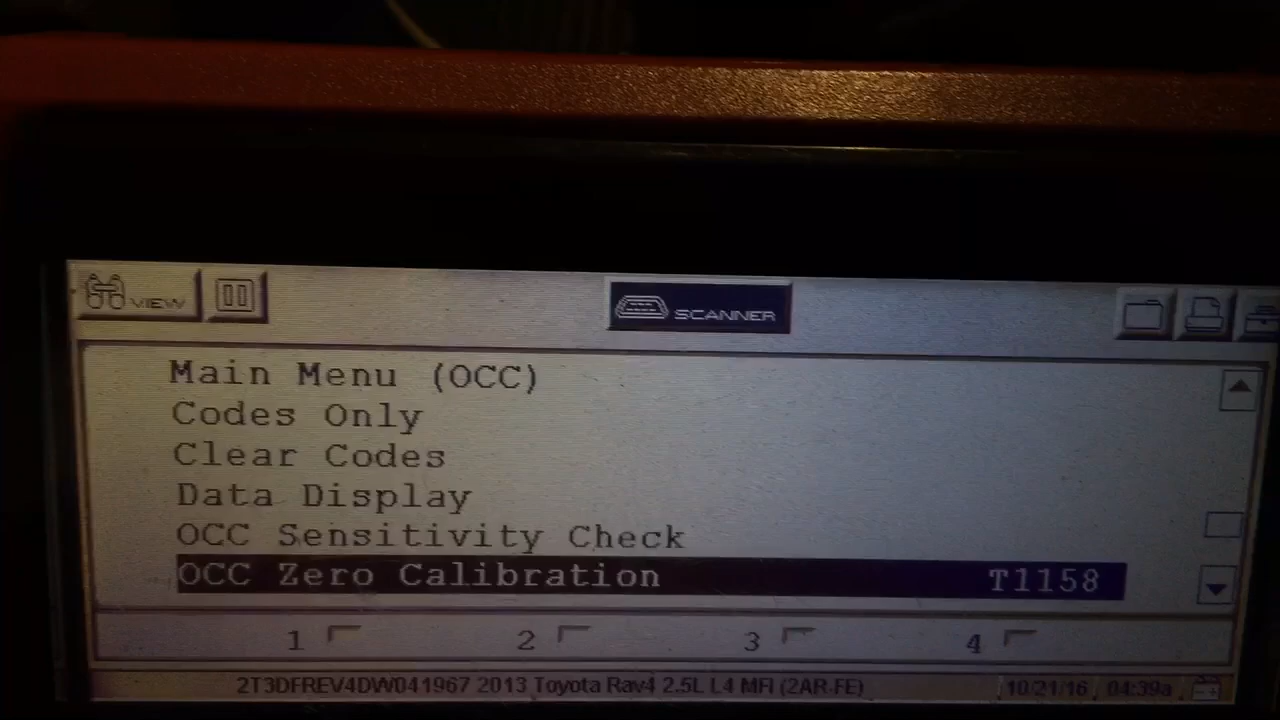 VIEW
SCANNER
Main Menu (OCC)
Codes Only
Clear Codes
Data Display
OCC Sensitivity Check
OCC Zero Calibration T1158
1 2 3 4
2T3DFREV4DW041967 2013 Toyota Rav4 2.5L L4 MFI (2AR-FE) 10/21/16 04:39a